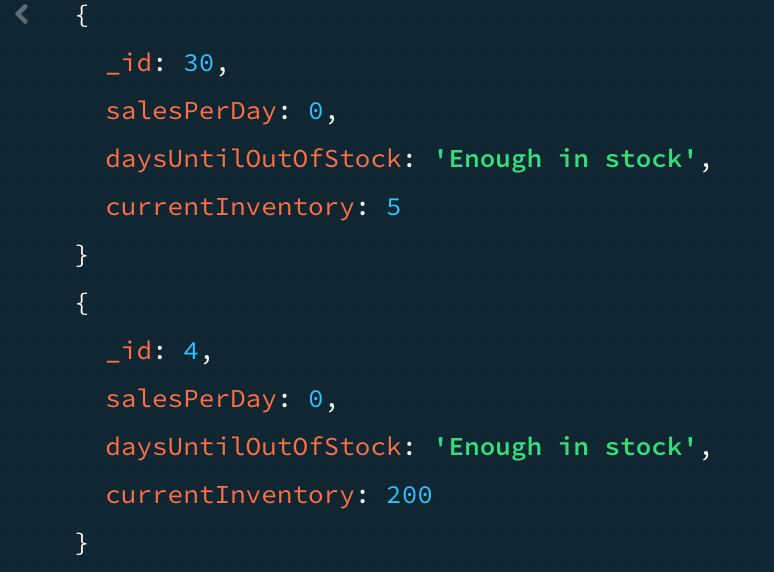 {
_id: 30,
salesPerDay: 0,
daysUntilOutOfStock: 'Enough in stock',
currentInventory: 5
}
{
_id: 4,
salesPerDay: 0,
daysUntilOutOfStock: 'Enough in stock',
currentInventory: 200
}